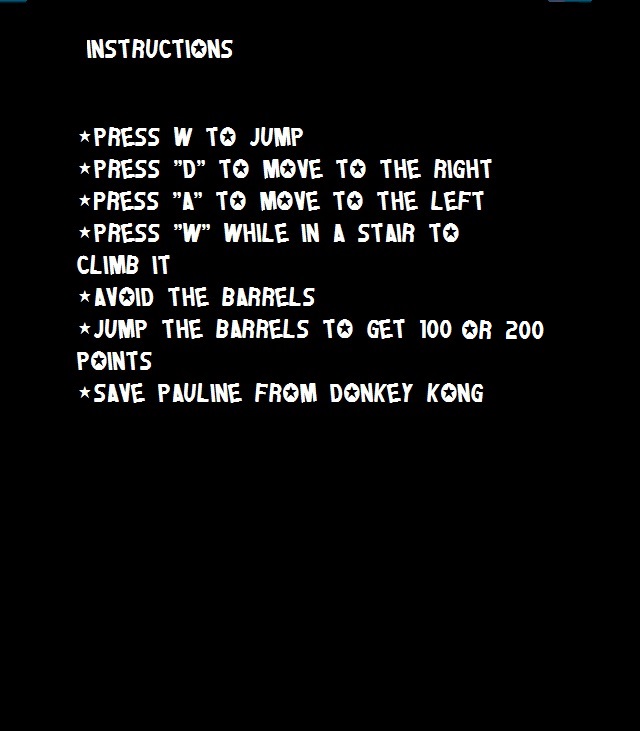 INSTRUCTIONS
*PRESS W TO JUMP
*PRESS "D" TO MOVE TO THE RIGHT
*PRESS "A" TO MOVE TO THE LEFT
*PRESS "W" WHILE IN A STAIR TO
CLIMB IT
*AVOID THE BARRELS
*JUMP THE BARRELS TO GET 100 OR 200
POINTS
*SAVE PAULINE FROM DONKEY KONG